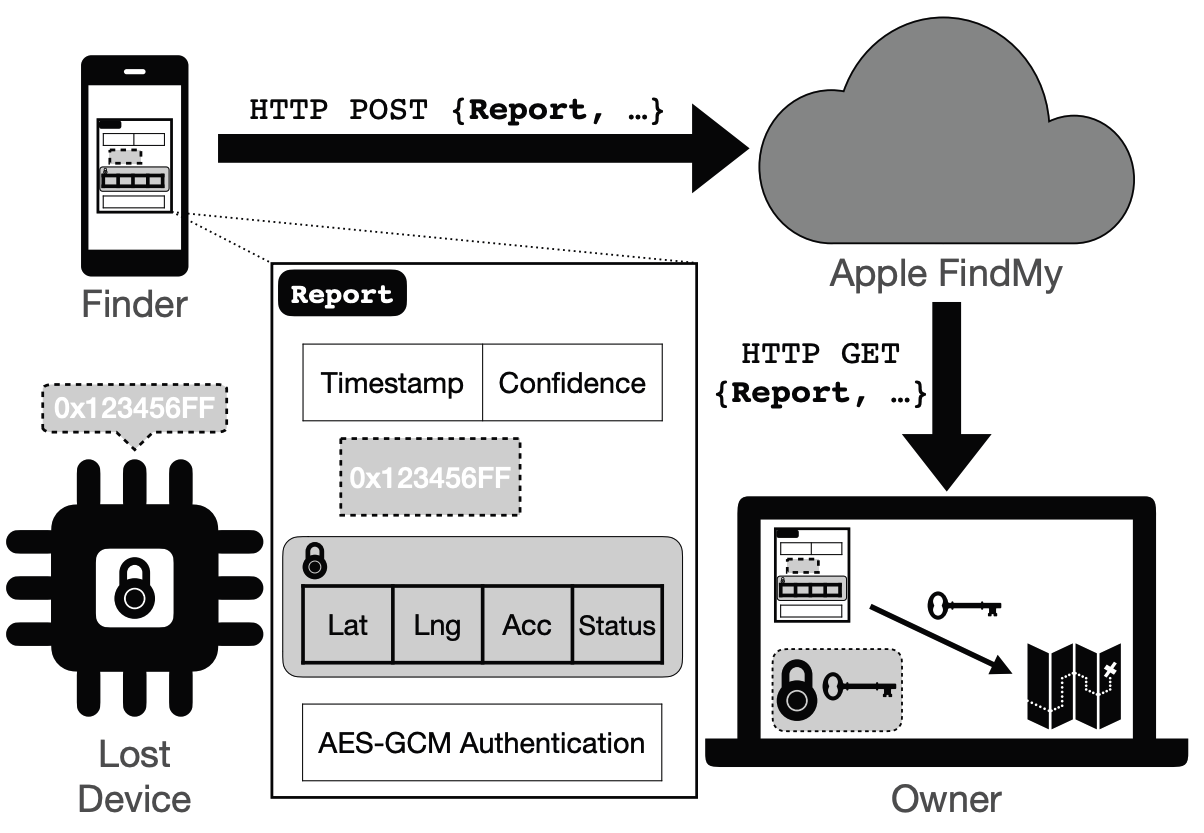 HTTP POST {Report, …}
Finder
Apple FindMy
Report
HTTP GET
{Report, …}
Timestamp
Confidence
0x123456FF
0x123456FF
Lat
Lng
Acc
Status
AES-GCM Authentication
Lost
Device
Owner